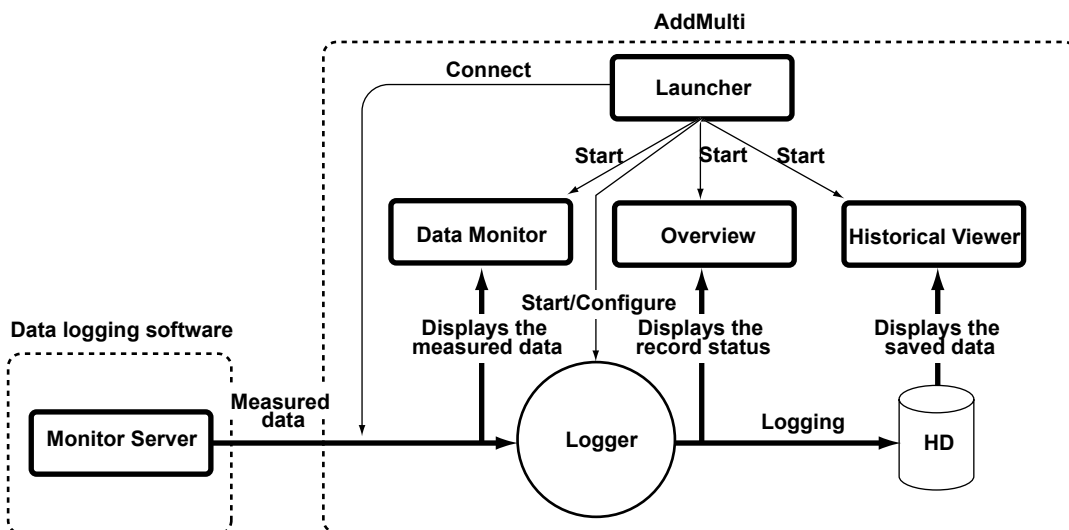 AddMulti
Connect
Launcher
Start
Start
Start
Data Monitor
Overview
Historical Viewer
Start/Configure
Data logging software
Displays the
measured data
Displays the
record status
Displays the
saved data
Measured
data
Monitor Server
Logger
Logging
HD